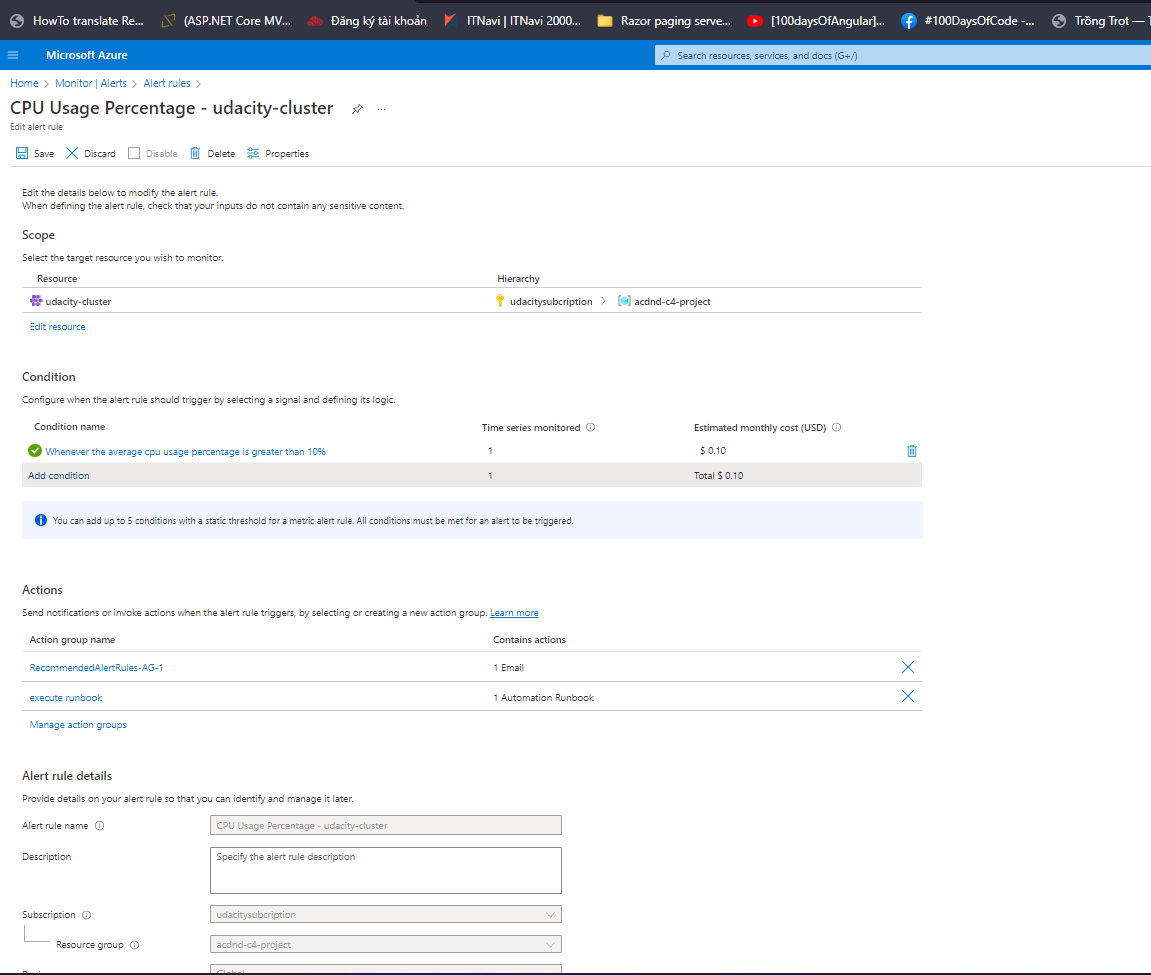 HowTo translate Re... (ASP.NET Core MV... Đăng ký tài khoản ITNavi | ITNavi 2000... Razor paging serve... [100daysOfAngular]... #100DaysOfCode -... Trồng Trọt —
Microsoft Azure Search resources, services, and docs (G+/)
Home > Monitor | Alerts > Alert rules >
CPU Usage Percentage - udacity-cluster ...
Edit alert rule
Save Discard Disable Delete Properties
Edit the details below to modify the alert rule.
When defining the alert rule, check that your inputs do not contain any sensitive content.
Scope
Select the target resource you wish to monitor.
Resource Hierarchy
udacity-cluster udacitysubcription > acdnd-c4-project
Edit resource
Condition
Configure when the alert rule should trigger by selecting a signal and defining its logic.
Condition name Time series monitored Estimated monthly cost (USD)
Whenever the average cpu usage percentage is greater than 10% 1 $ 0.10
Add condition 1 Total $ 0.10
You can add up to 5 conditions with a static threshold for a metric alert rule. All conditions must be met for an alert to be triggered.
Actions
Send notifications or invoke actions when the alert rule triggers, by selecting or creating a new action group. Learn more
Action group name Contains actions
RecommendedAlertRules-AG-1 1 Email
execute runbook 1 Automation Runbook
Manage action groups
Alert rule details
Provide details on your alert rule so that you can identify and manage it later.
Alert rule name CPU Usage Percentage - udacity-cluster
Description Specify the alert rule description
Subscription udacitysubcription
Resource group acdnd-c4-project